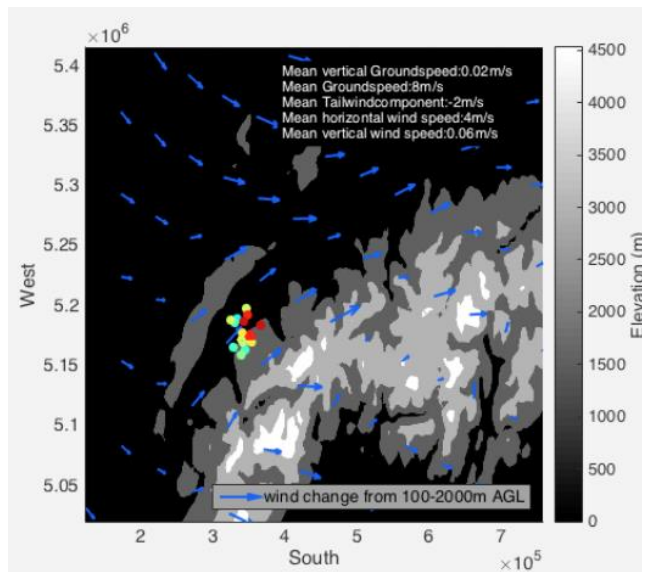 ×10⁶
Mean vertical Groundspeed:0.02m/s
Mean Groundspeed:8m/s
Mean Tailwindcomponent:-2m/s
Mean horizontal wind speed:4m/s
Mean vertical wind speed:0.06m/s
5.4
5.35
5.3
5.25
5.2
5.15
5.1
5.05
West
wind change from 100-2000m AGL
2
3
4
5
6
7
×10⁵
South
4500
4000
3500
3000
2500
2000
1500
1000
500
0
Elevation (m)